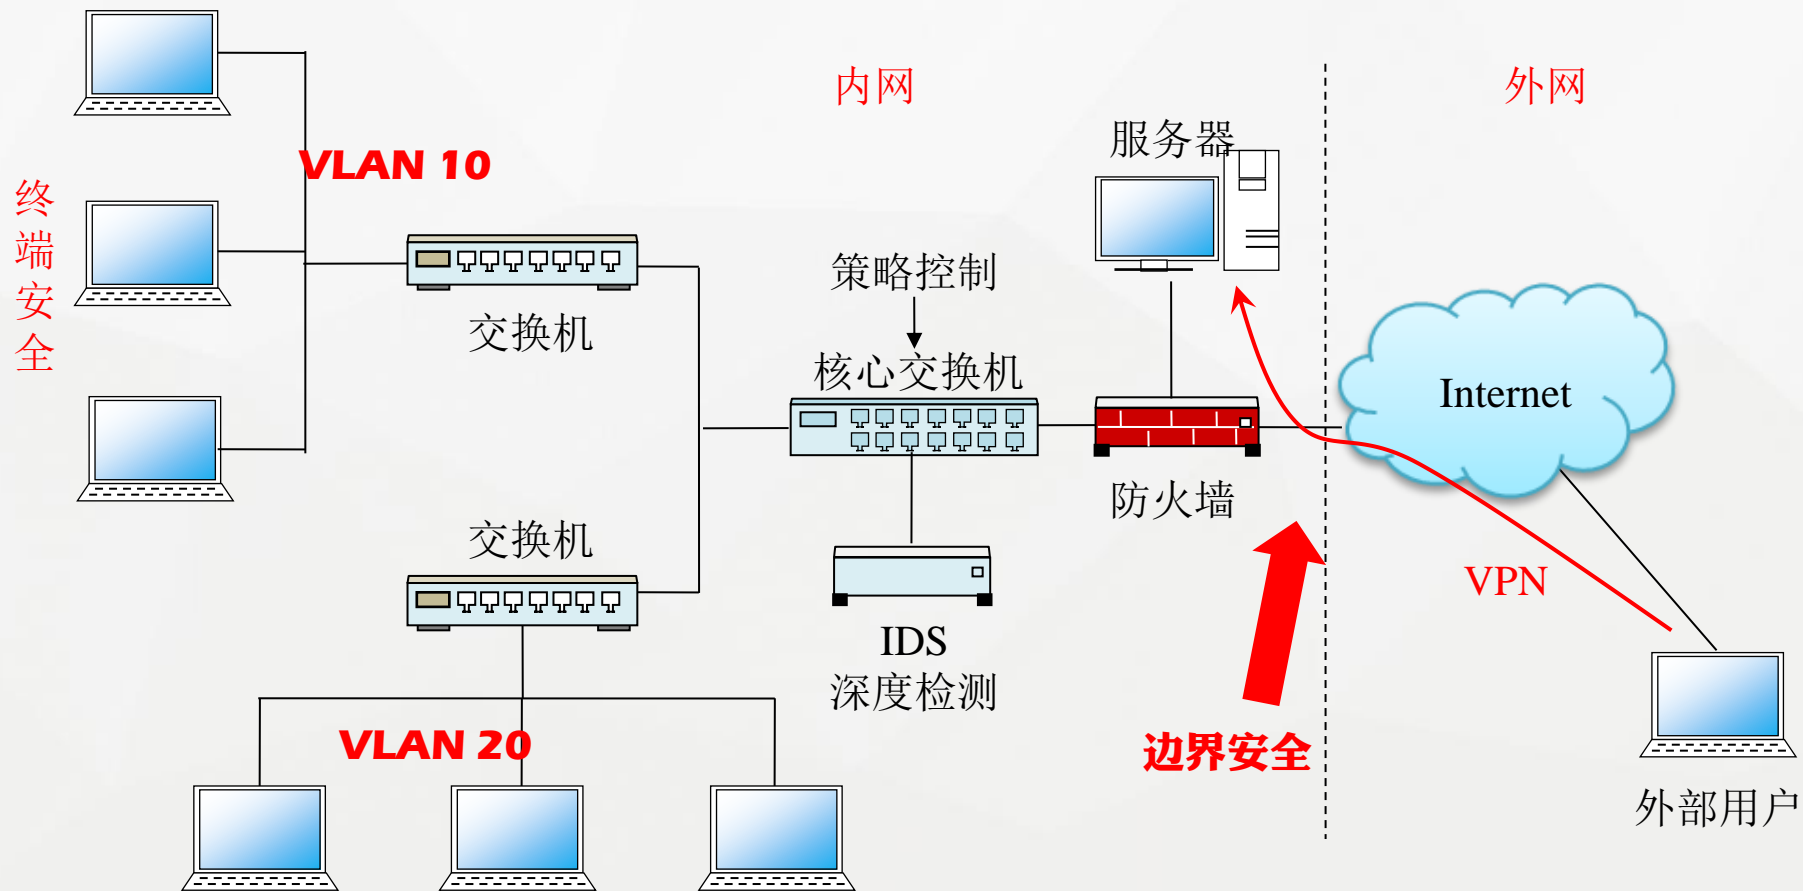 内网
外网
服务器
VLAN 10
终端安全
策略控制
交换机
核心交换机
Internet
防火墙
交换机
VPN
IDS
深度检测
VLAN 20
边界安全
外部用户